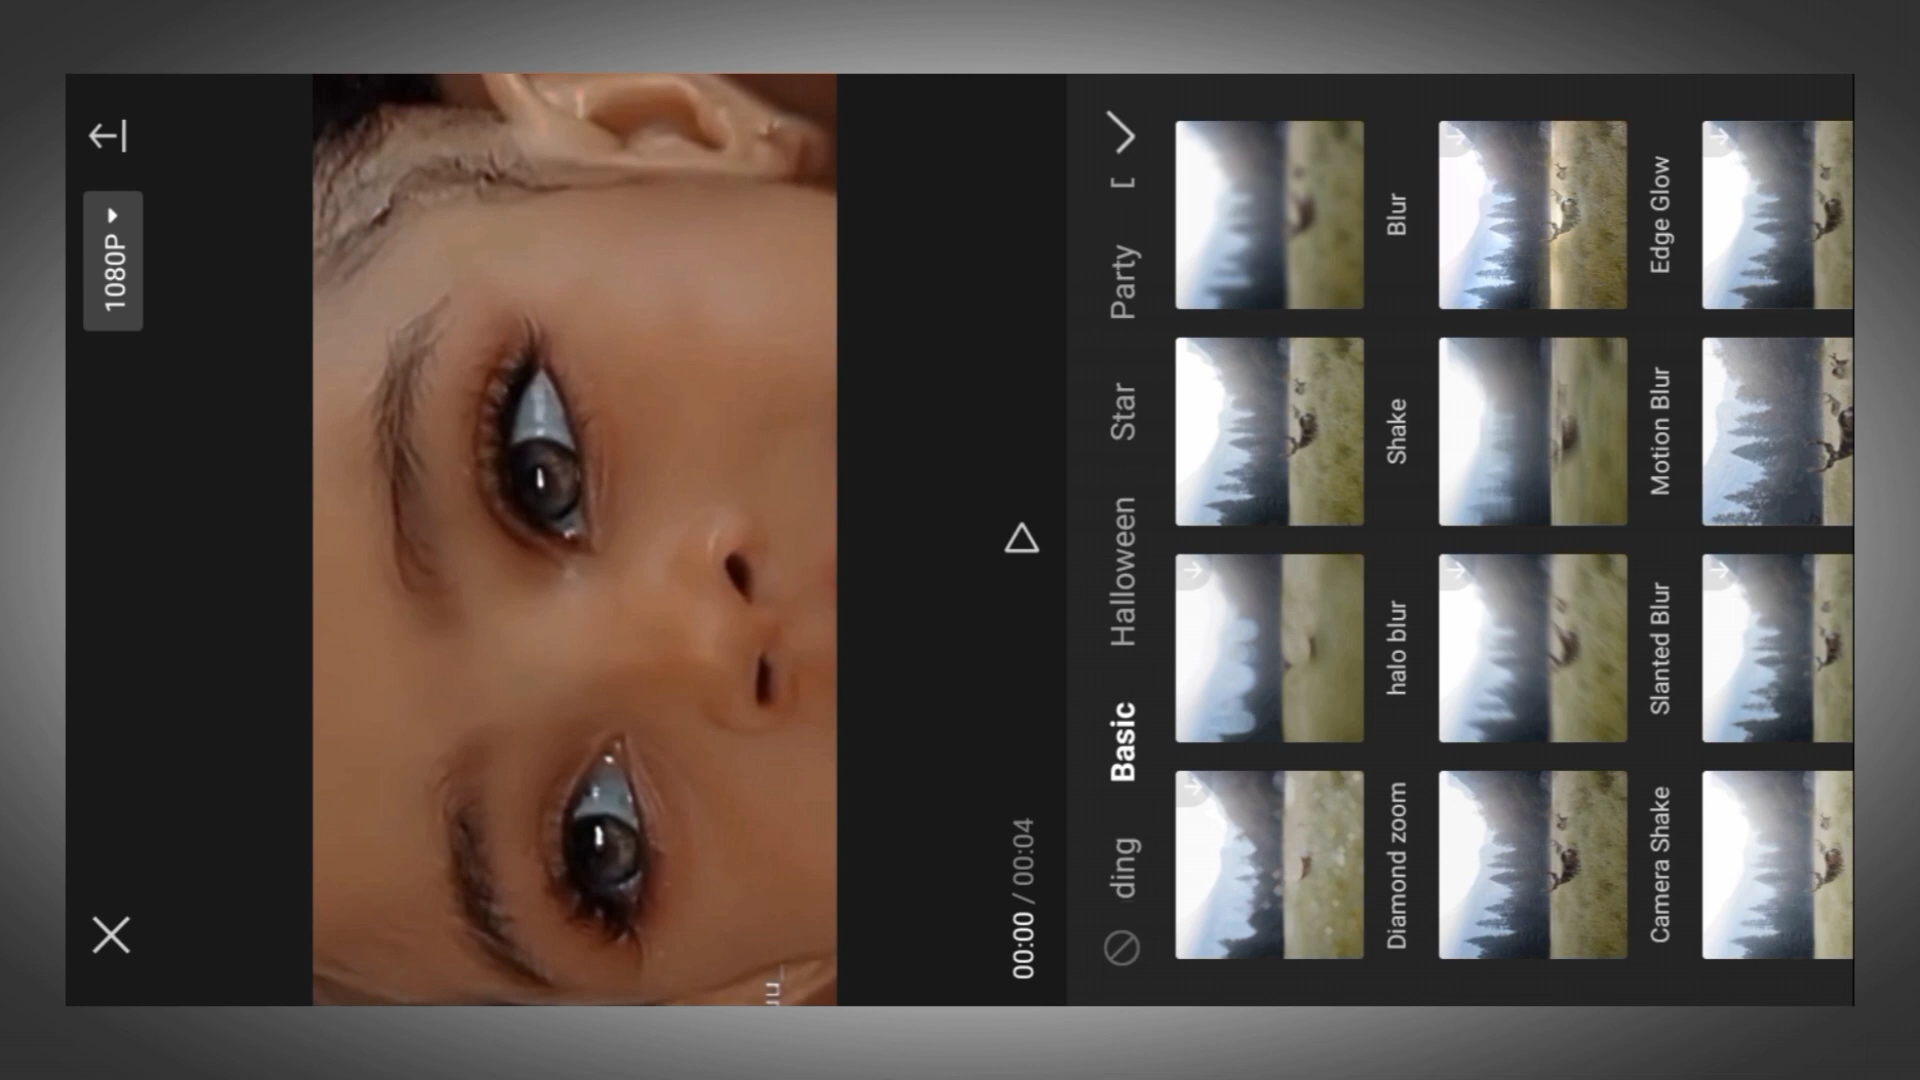 1080P
uu_
00:00 / 00:04
ding Basic Halloween Star Party [
Diamond zoom halo blur Shake Blur
Camera Shake Slanted Blur Motion Blur Edge Glow